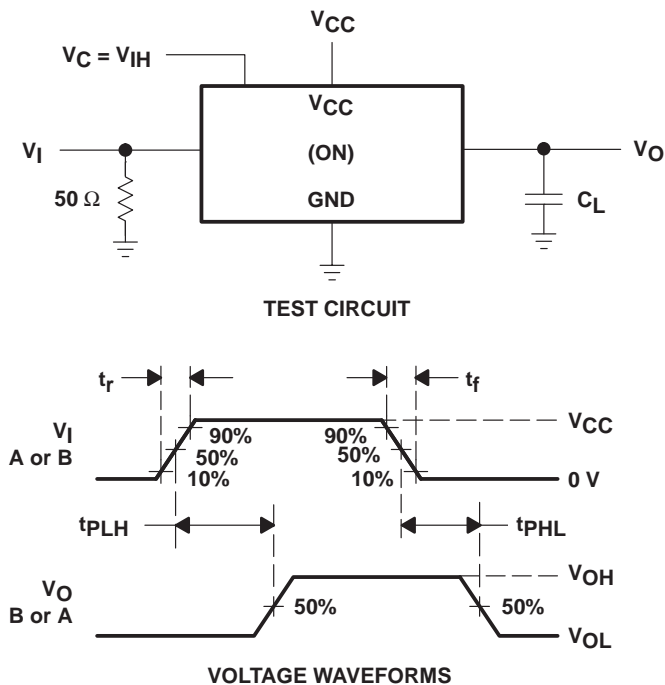 VCC
VC = VIH
VCC
VI
(ON)
VO
50 Ω
GND
CL
TEST CIRCUIT
tr
tf
VI
A or B
90%
50%
10%
90%
50%
10%
VCC
0 V
tPLH
tPHL
VO
B or A
50%
50%
VOH
VOL
VOLTAGE WAVEFORMS